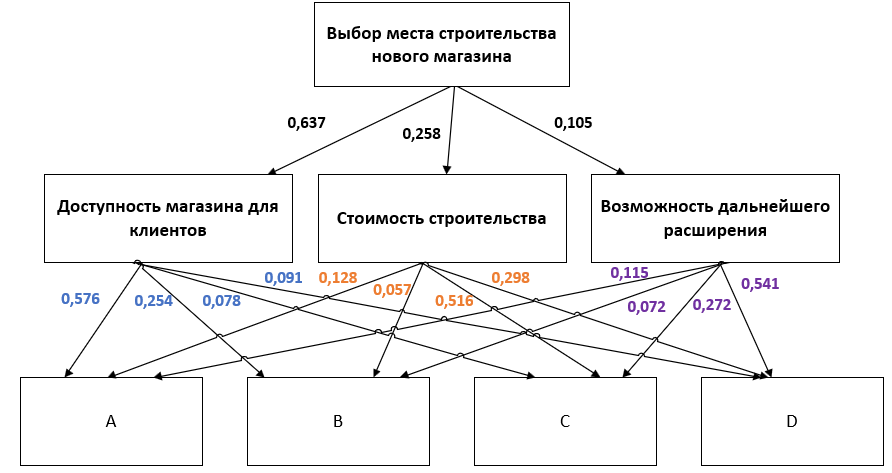 Выбор места строительства
нового магазина
0,637
0,258
0,105
Доступность магазина для
клиентов
Стоимость строительства
Возможность дальнейшего
расширения
0,576
0,254
0,078
0,091
0,128
0,057
0,516
0,298
0,115
0,072
0,272
0,541
A
B
C
D